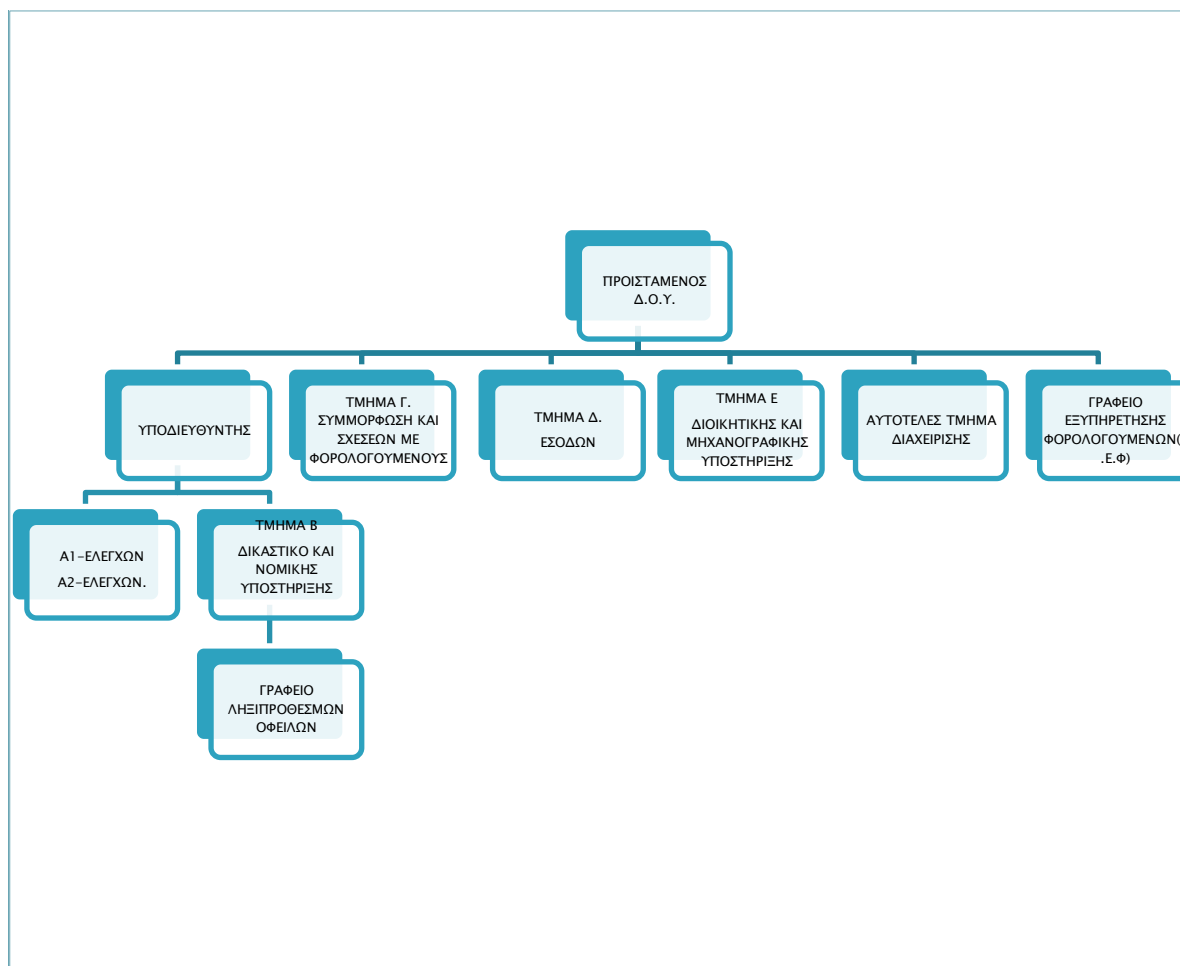 ΠΡΟΙΣΤΑΜΕΝΟΣ
Δ.Ο.Υ.
ΥΠΟΔΙΕΥΘΥΝΤΗΣ
ΤΜΗΜΑ Γ.
ΣΥΜΜΟΡΦΩΣΗ ΚΑΙ
ΣΧΕΣΕΩΝ ΜΕ
ΦΟΡΟΛΟΓΟΥΜΕΝΟΥΣ
ΤΜΗΜΑ Δ.
ΕΣΟΔΩΝ
ΤΜΗΜΑ Ε
ΔΙΟΙΚΗΤΙΚΗΣ ΚΑΙ
ΜΗΧΑΝΟΓΡΑΦΙΚΗΣ
ΥΠΟΣΤΗΡΙΞΗΣ
ΑΥΤΟΤΕΛΕΣ ΤΜΗΜΑ
ΔΙΑΧΕΙΡΙΣΗΣ
ΓΡΑΦΕΙΟ
ΕΞΥΠΗΡΕΤΗΣΗΣ
ΦΟΡΟΛΟΓΟΥΜΕΝΩΝ(
.Ε.Φ)
Α1-ΕΛΕΓΧΩΝ
Α2-ΕΛΕΓΧΩΝ.
ΤΜΗΜΑ Β
ΔΙΚΑΣΤΙΚΟ ΚΑΙ
ΝΟΜΙΚΗΣ
ΥΠΟΣΤΗΡΙΞΗΣ
ΓΡΑΦΕΙΟ
ΛΗΞΙΠΡΟΘΕΣΜΩΝ
ΟΦΕΙΛΩΝ